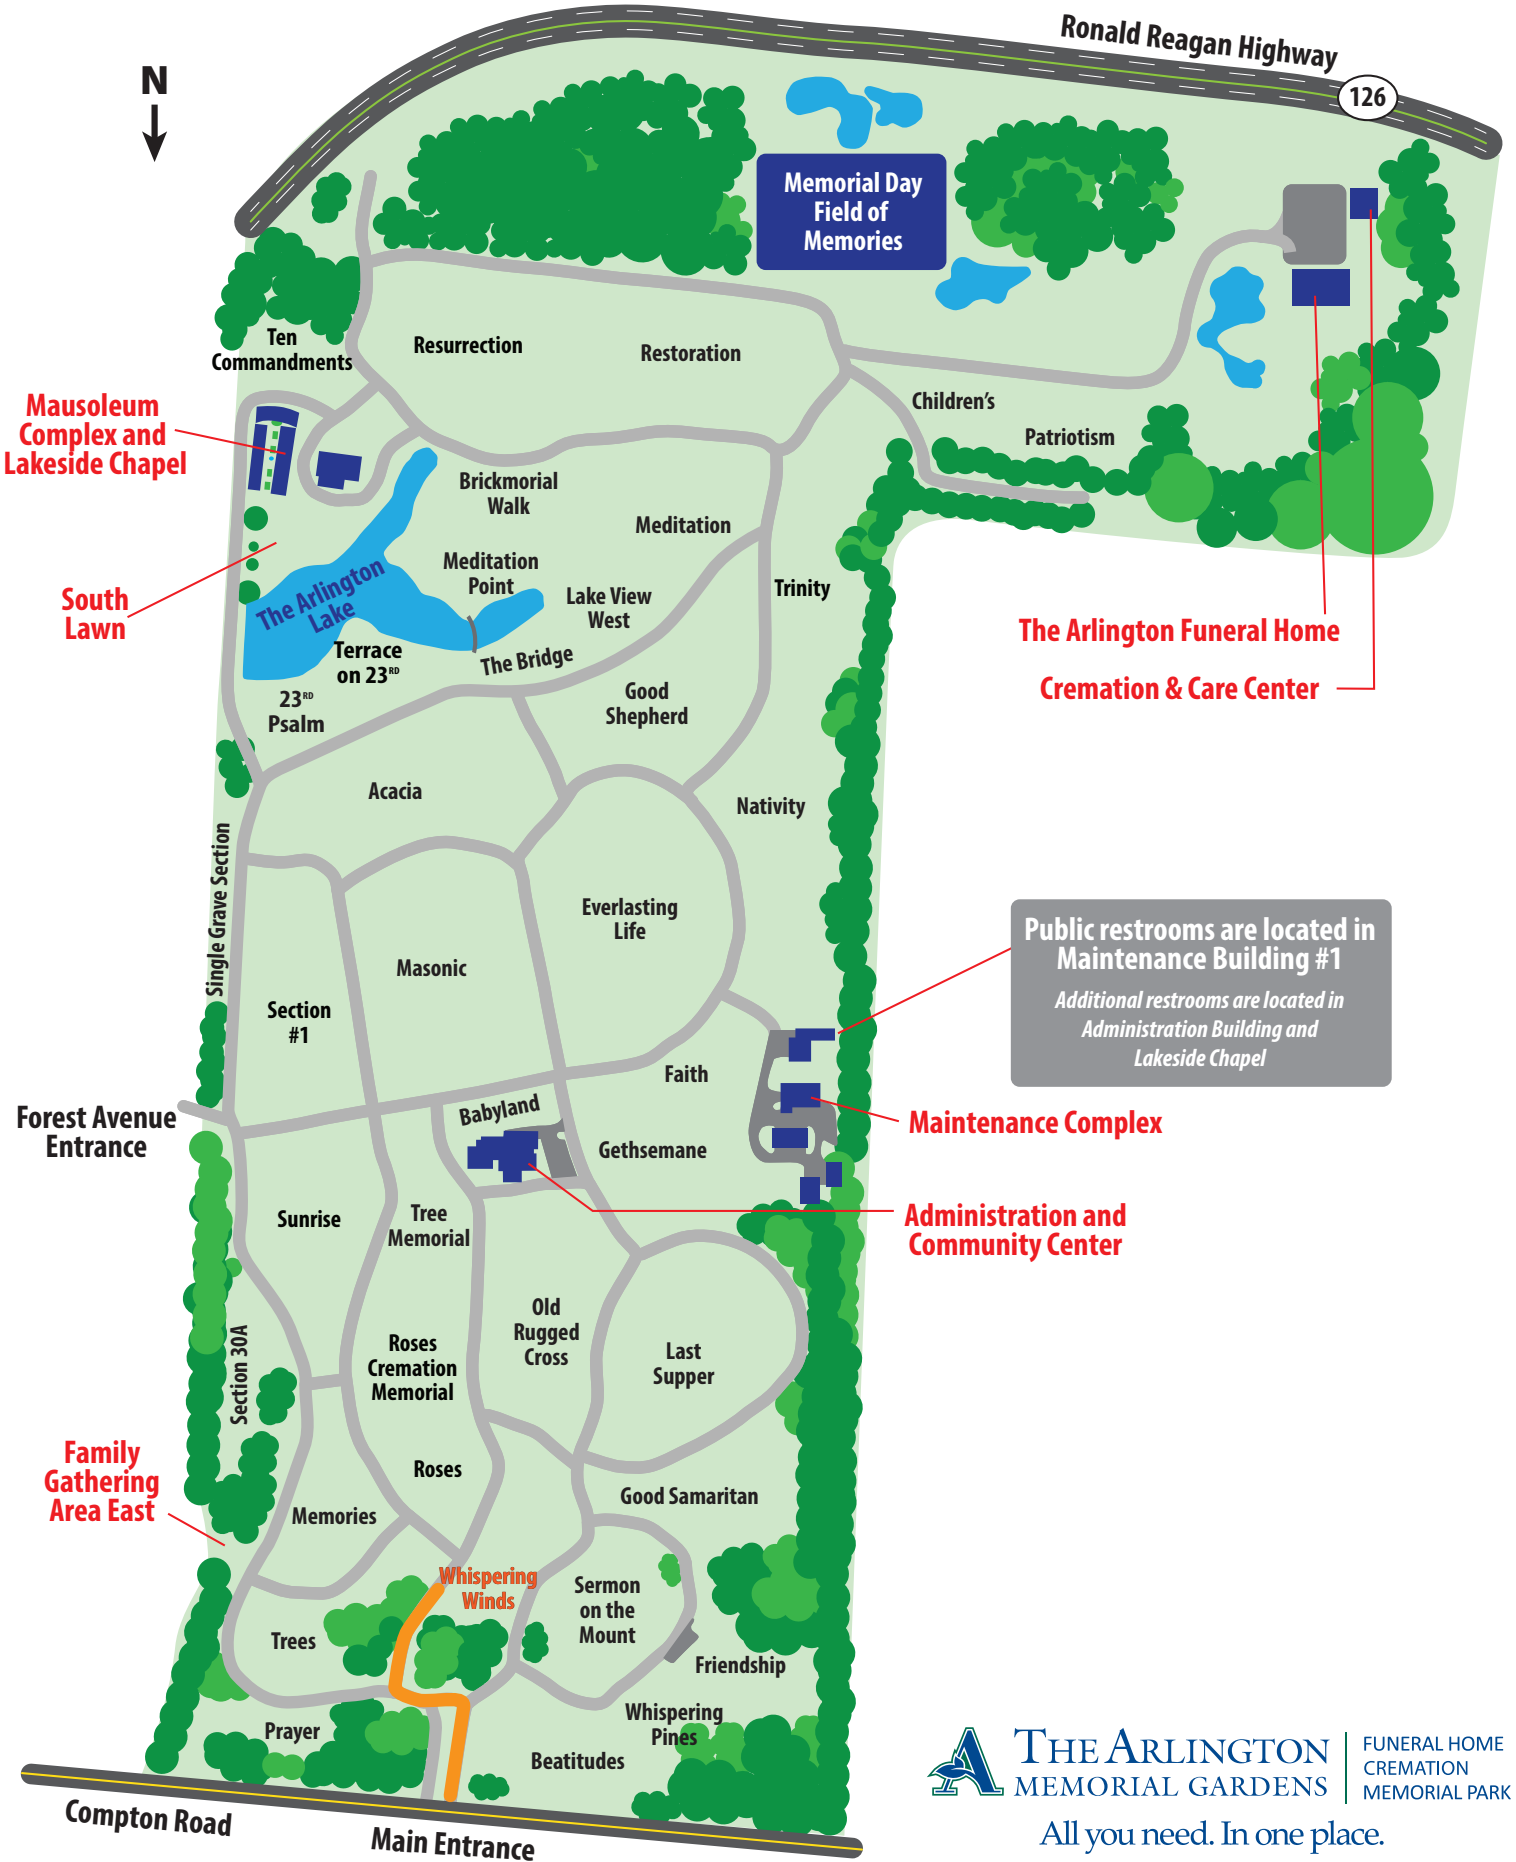 Ronald Reagan Highway
126
N
Memorial Day
Field of
Memories
Ten
Commandments
Resurrection
Restoration
Children's
Patriotism
Mausoleum
Complex and
Lakeside Chapel
Brickmorial
Walk
Meditation
South
Lawn
The Arlington
Lake
Meditation
Point
Lake View
West
Trinity
Terrace
on 23RD
The Bridge
23RD
Psalm
Good
Shepherd
The Arlington Funeral Home
Cremation & Care Center
Acacia
Nativity
Single Grave Section
Everlasting
Life
Masonic
Section
#1
Public restrooms are located in
Maintenance Building #1
Additional restrooms are located in
Administration Building and
Lakeside Chapel
Faith
Babyland
Forest Avenue
Entrance
Gethsemane
Maintenance Complex
Sunrise
Tree
Memorial
Administration and
Community Center
Old
Rugged
Cross
Section 30A
Roses
Cremation
Memorial
Last
Supper
Family
Gathering
Area East
Roses
Good Samaritan
Memories
Whispering
Winds
Sermon
on the
Mount
Trees
Friendship
Prayer
Whispering
Pines
Beatitudes
Compton Road
Main Entrance
THE ARLINGTON
MEMORIAL GARDENS
FUNERAL HOME
CREMATION
MEMORIAL PARK
All you need. In one place.